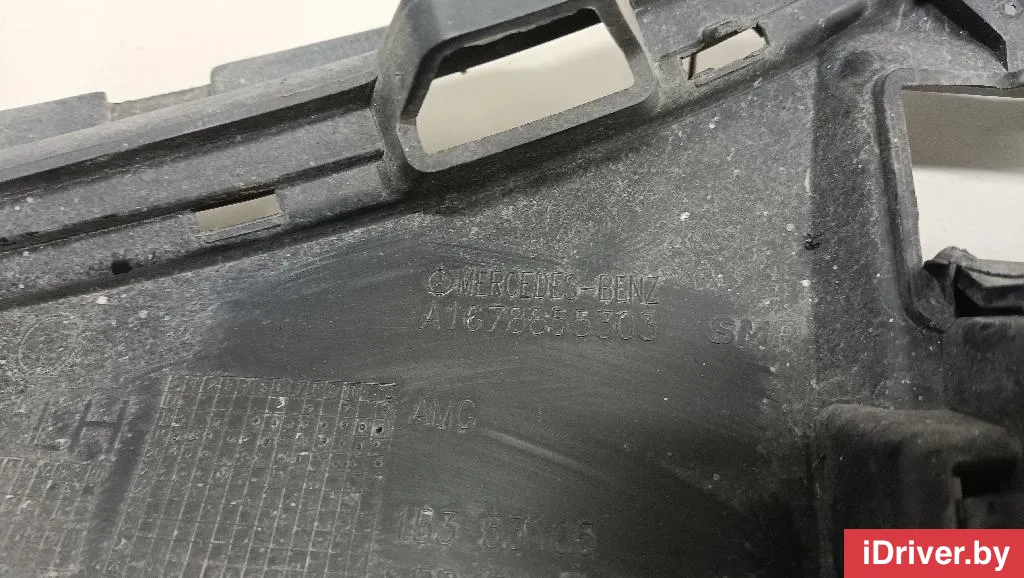 MERCEDES-BENZ
A1678855303
SMP
LH
AMG
iDriver.by